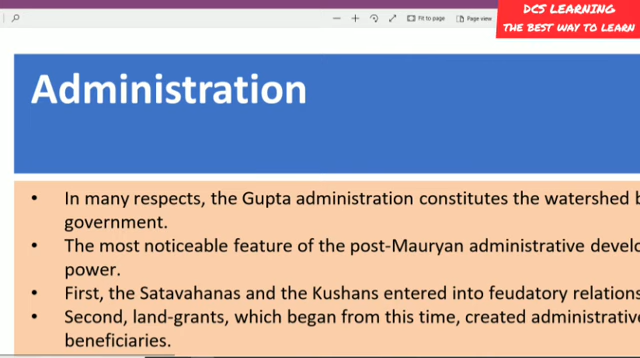 DCS LEARNING
THE BEST WAY TO LEARN
Fit to page
Page view
Administration
• In many respects, the Gupta administration constitutes the watershed
government.
• The most noticeable feature of the post-Mauryan administrative
power.
• First, the Satavahanas and the Kushans entered into feudatory relations
• Second, land-grants, which began from this time, created administrative
beneficiaries.